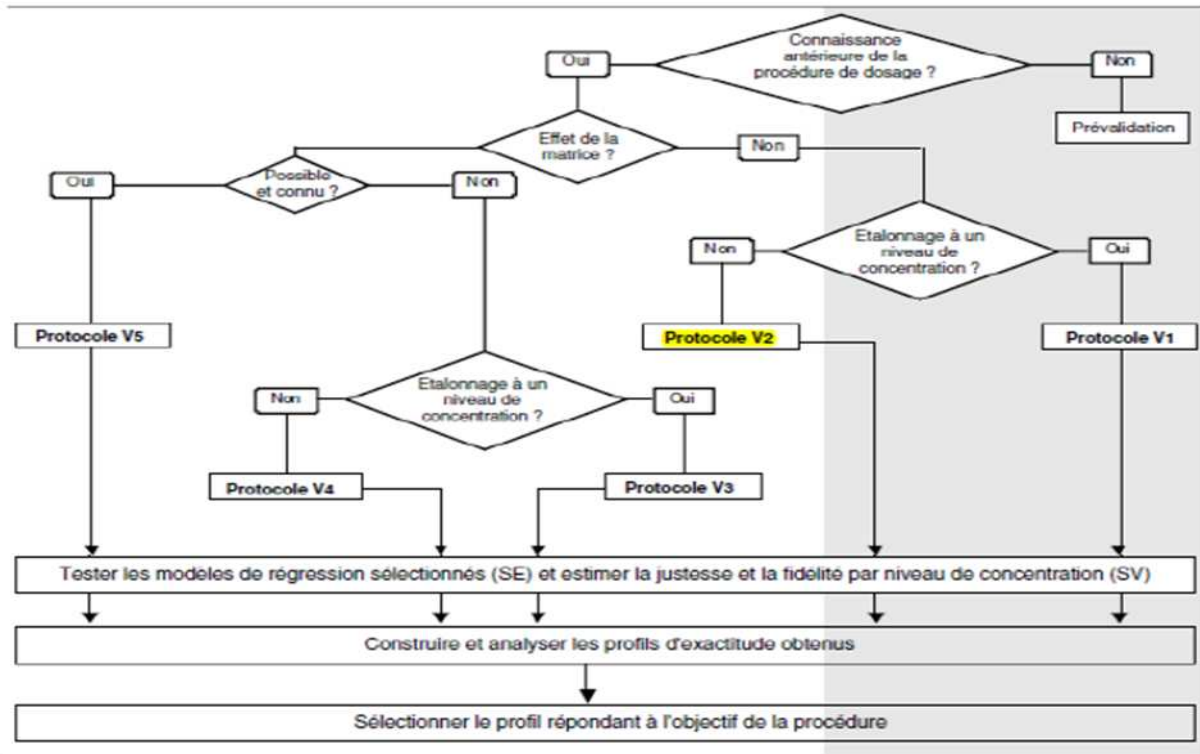 Connaissance
antérieure de la
procédure de dosage ?
Oui
Non
Prévalidation
Effet de la
matrice ?
Non
Possible
et connu ?
Oui
Non
Etalonnage à un
niveau de
concentration ?
Non
Oui
Protocole V5
Protocole V2
Protocole V1
Etalonnage à un
niveau de
concentration ?
Non
Oui
Protocole V4
Protocole V3
Tester les modèles de régression sélectionnés (SE) et estimer la justesse et la fidélité par niveau de concentration (SV)
Construire et analyser les profils d'exactitude obtenus
Sélectionner le profil répondant à l'objectif de la procédure